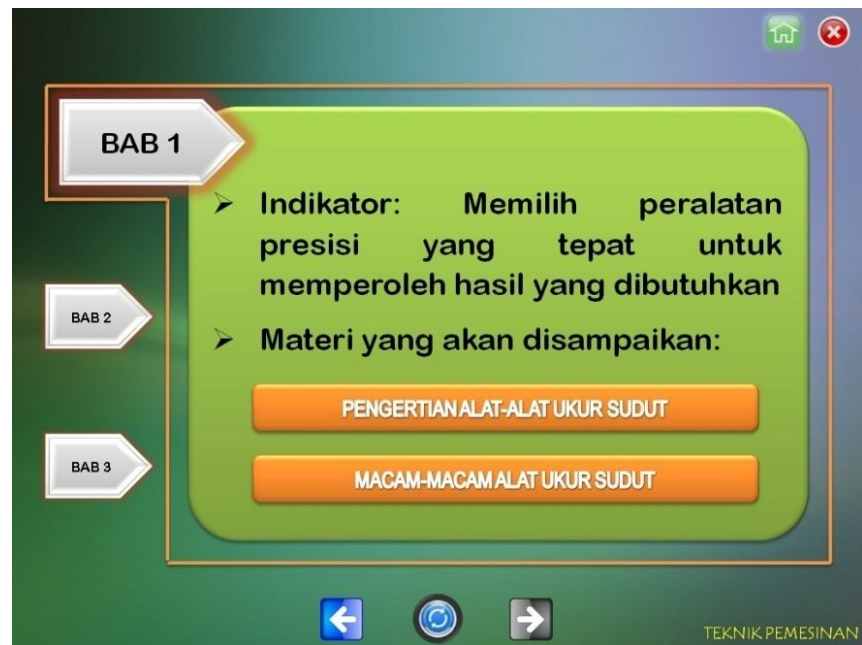 BAB 1
➢ Indikator: Memilih peralatan
presisi yang tepat untuk
memperoleh hasil yang dibutuhkan
➢ Materi yang akan disampaikan:
PENGERTIAN ALAT-ALAT UKUR SUDUT
MACAM-MACAM ALAT UKUR SUDUT
BAB 2
BAB 3
TEKNIK PEMESINAN